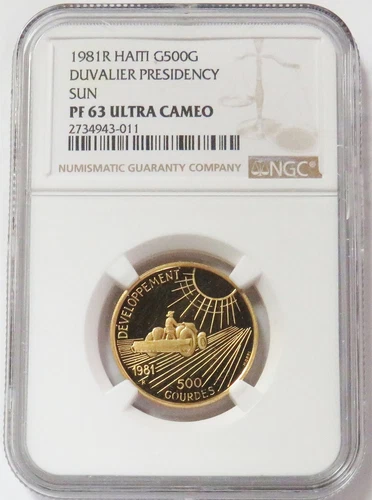 1981R HAITI G500G
DUVALIER PRESIDENCY
SUN
PF 63 ULTRA CAMEO
2734943-011
NUMISMATIC GUARANTY COMPANY
NGC
DEVELOPPEMENT
1981
500
GOURDES